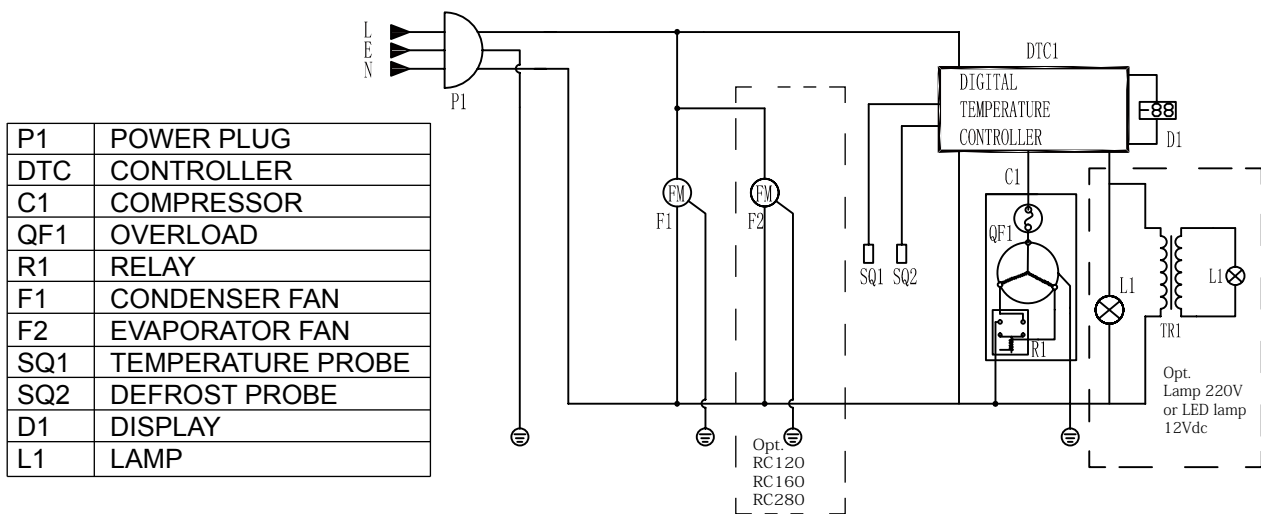 L
E
N
P1
DTC1
DIGITAL
TEMPERATURE
CONTROLLER
-88
D1
C1
QF1
R1
FM
F1
FM
F2
SQ1
SQ2
L1
L1
TR1
Opt.
Lamp 220V
or LED lamp
12Vdc
Opt.
RC120
RC160
RC280
P1 POWER PLUG
DTC CONTROLLER
C1 COMPRESSOR
QF1 OVERLOAD
R1 RELAY
F1 CONDENSER FAN
F2 EVAPORATOR FAN
SQ1 TEMPERATURE PROBE
SQ2 DEFROST PROBE
D1 DISPLAY
L1 LAMP